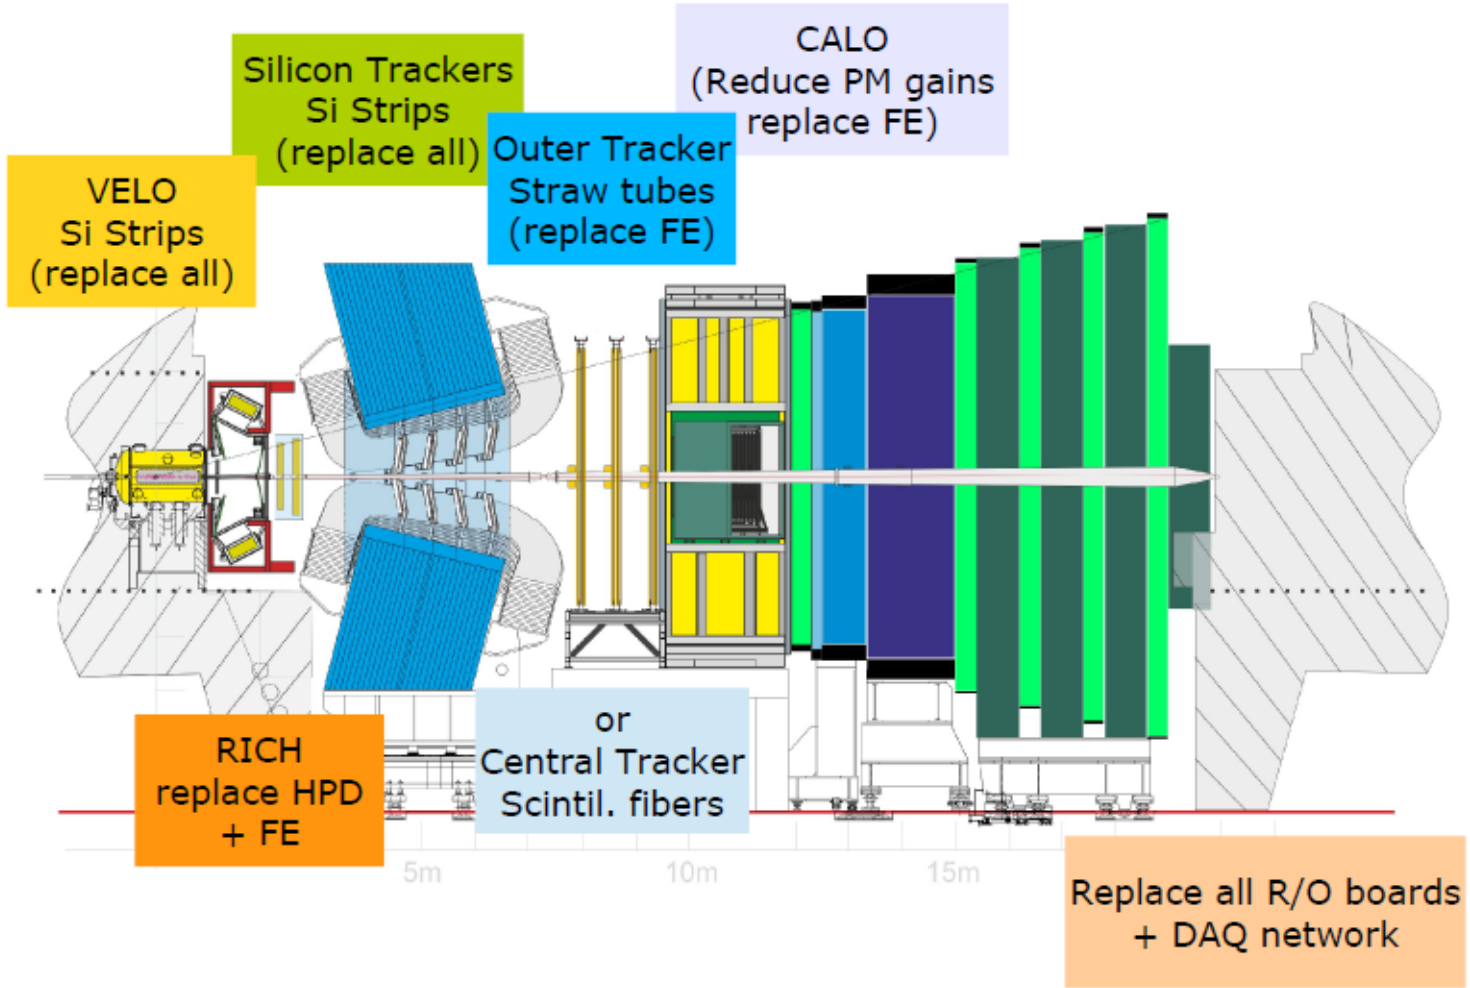 CALO
(Reduce PM gains
replace FE)
Silicon Trackers
Si Strips
(replace all)
Outer Tracker
Straw tubes
(replace FE)
VELO
Si Strips
(replace all)
RICH
replace HPD
+ FE
or
Central Tracker
Scintil. fibers
5m
10m
15m
Replace all R/O boards
+ DAQ network